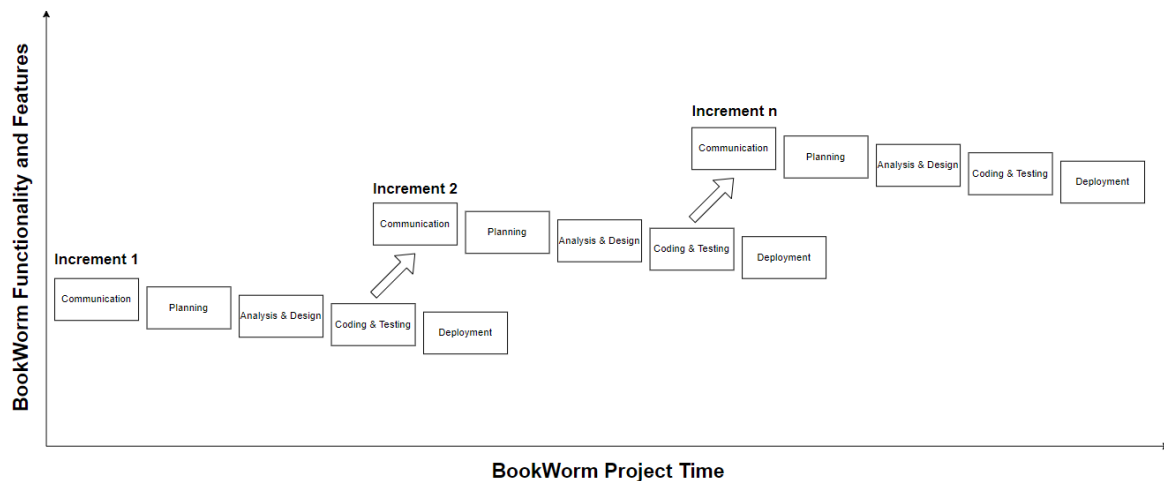 BookWorm Functionality and Features
Increment n
Communication
Planning
Analysis & Design
Coding & Testing
Deployment
Increment 2
Communication
Planning
Analysis & Design
Coding & Testing
Deployment
Increment 1
Communication
Planning
Analysis & Design
Coding & Testing
Deployment
BookWorm Project Time